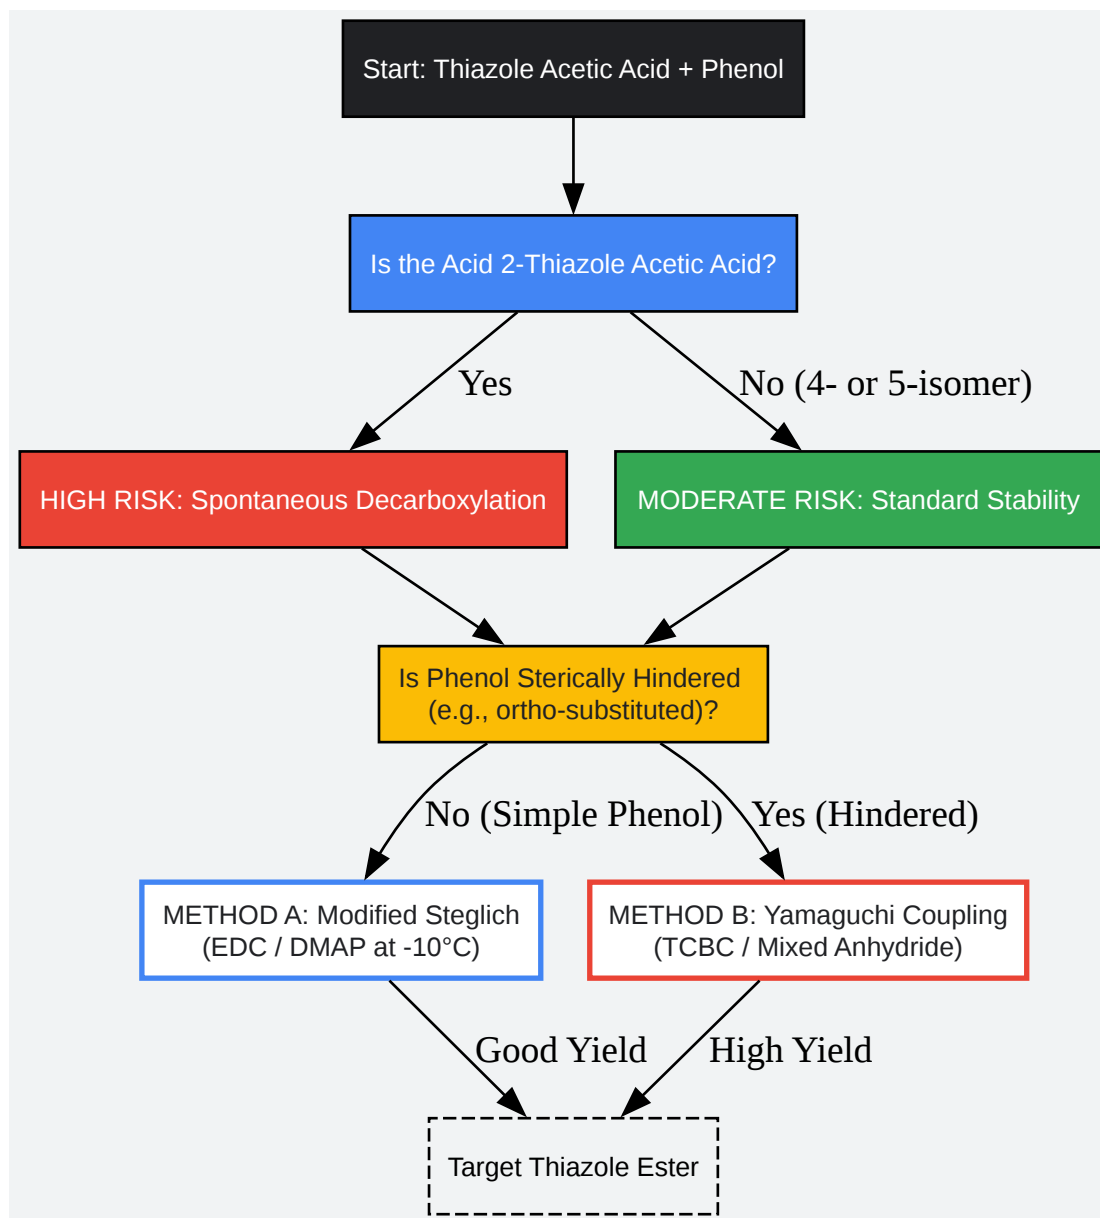 Start: Thiazole Acetic Acid + Phenol
Is the Acid 2-Thiazole Acetic Acid?
Yes
No (4- or 5-isomer)
HIGH RISK: Spontaneous Decarboxylation
MODERATE RISK: Standard Stability
Is Phenol Sterically Hindered
(e.g., ortho-substituted)?
No (Simple Phenol)
Yes (Hindered)
METHOD A: Modified Steglich
(EDC / DMAP at -10°C)
METHOD B: Yamaguchi Coupling
(TCBC / Mixed Anhydride)
Good Yield
High Yield
Target Thiazole Ester